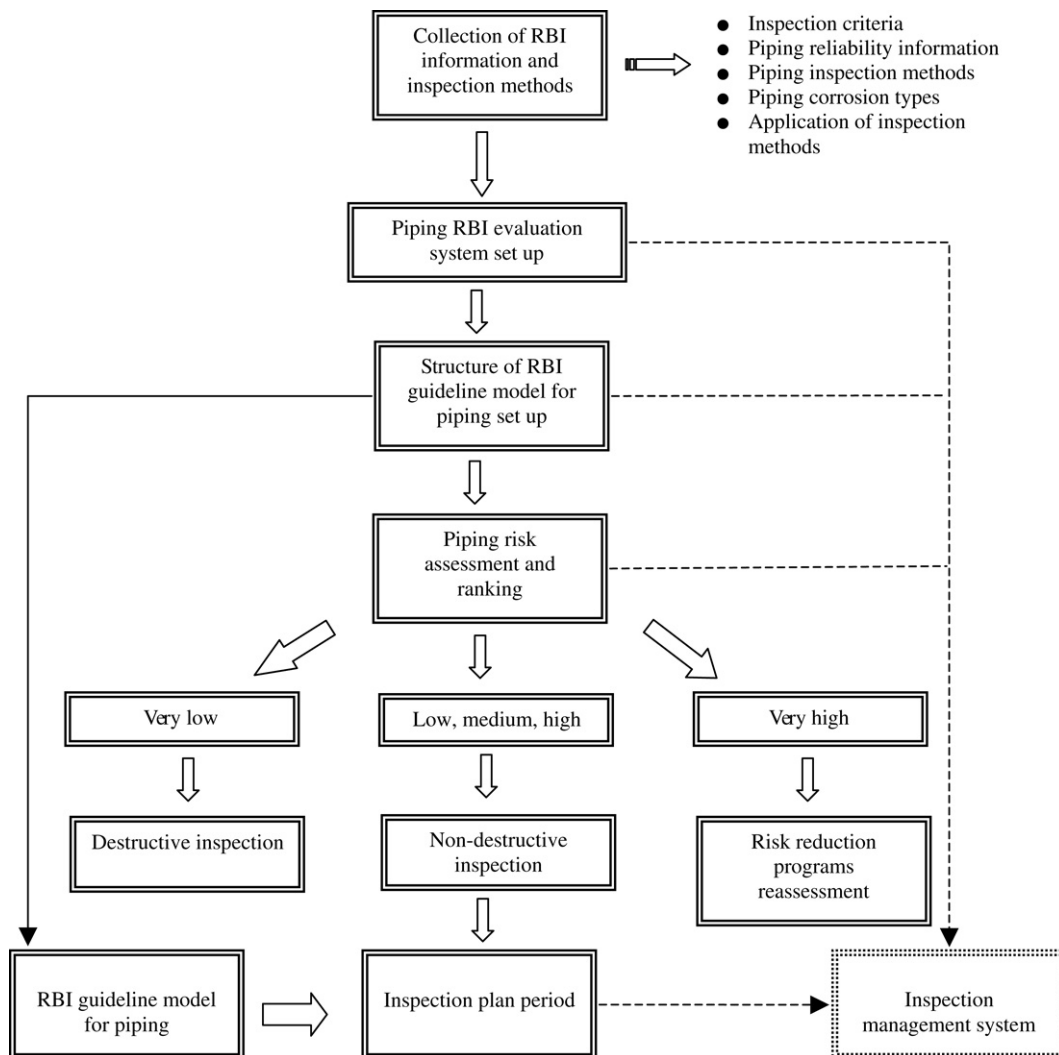 Collection of RBI
information and
inspection methods
● Inspection criteria
● Piping reliability information
● Piping inspection methods
● Piping corrosion types
● Application of inspection
methods
Piping RBI evaluation
system set up
Structure of RBI
guideline model for
piping set up
Piping risk
assessment and
ranking
Very low
Low, medium, high
Very high
Destructive inspection
Non-destructive
inspection
Risk reduction
programs
reassessment
RBI guideline model
for piping
Inspection plan period
Inspection
management system